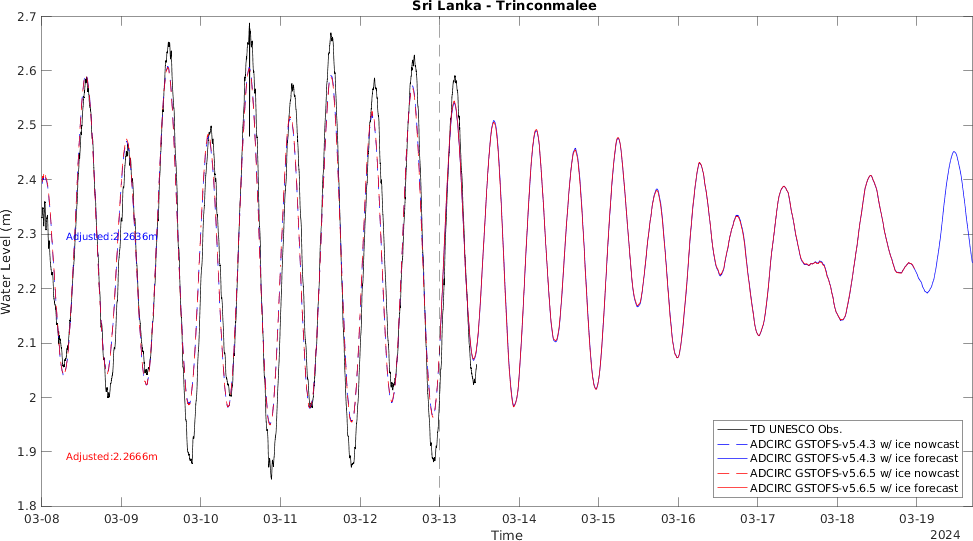 Sri Lanka - Trinconmalee
2.7
2.6
2.5
2.4
2.3
2.2
2.1
2
1.9
1.8
Water Level (m)
Adjusted:2.2636m
Adjusted:2.2666m
TD UNESCO Obs.
ADCIRC GSTOFS-v5.4.3 w/ ice nowcast
ADCIRC GSTOFS-v5.4.3 w/ ice forecast
ADCIRC GSTOFS-v5.6.5 w/ ice nowcast
ADCIRC GSTOFS-v5.6.5 w/ ice forecast
03-08 03-09 03-10 03-11 03-12 03-13 03-14 03-15 03-16 03-17 03-18 03-19
Time
2024